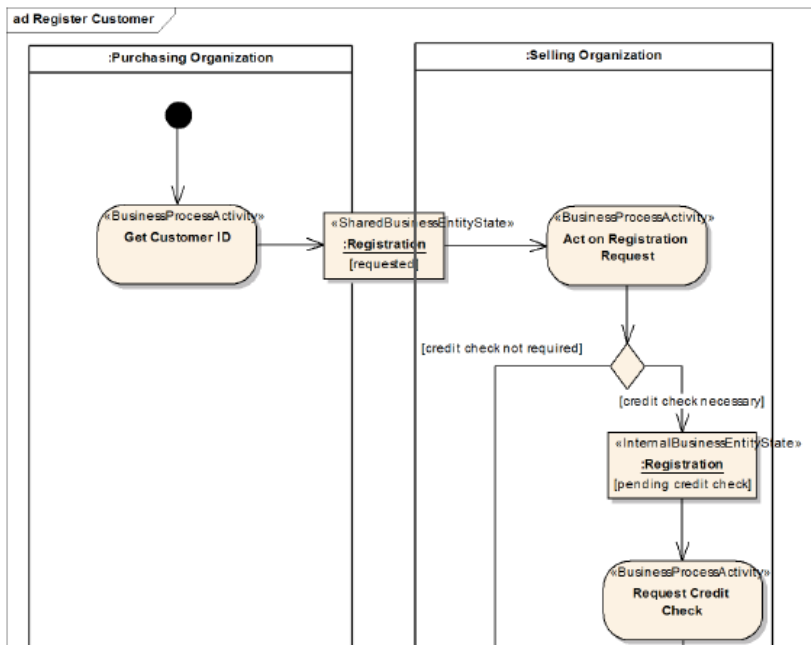 ad Register Customer
:Purchasing Organization
:Selling Organization
«BusinessProcessActivity»
Get Customer ID
«SharedBusinessEntityState»
:Registration
[requested]
«BusinessProcessActivity»
Act on Registration
Request
[credit check not required]
[credit check necessary]
«InternalBusinessEntityState»
:Registration
[pending credit check]
«BusinessProcessActivity»
Request Credit
Check